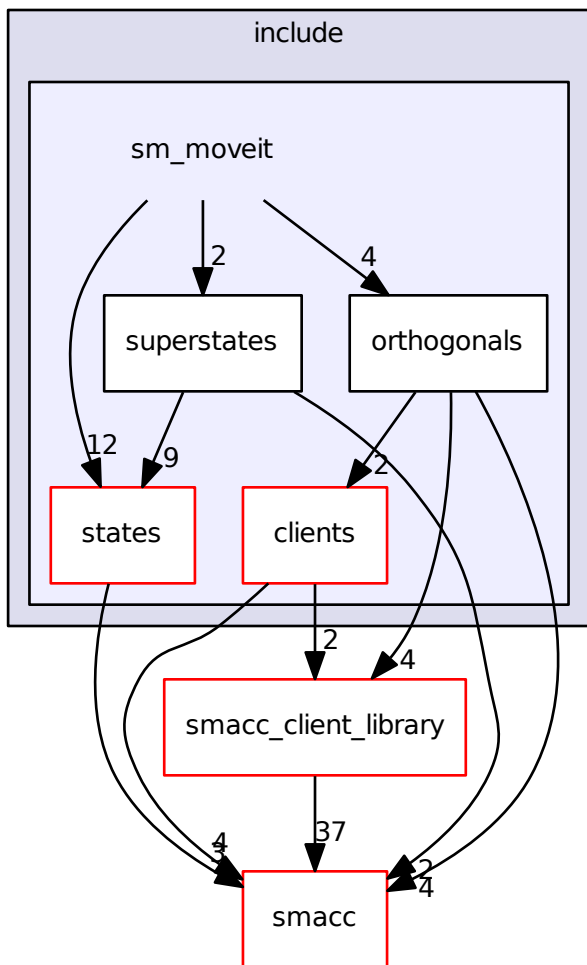 include
sm_moveit
2
4
superstates
orthogonals
12
9
2
states
clients
2
4
smacc_client_library
37
4
3
2
4
smacc